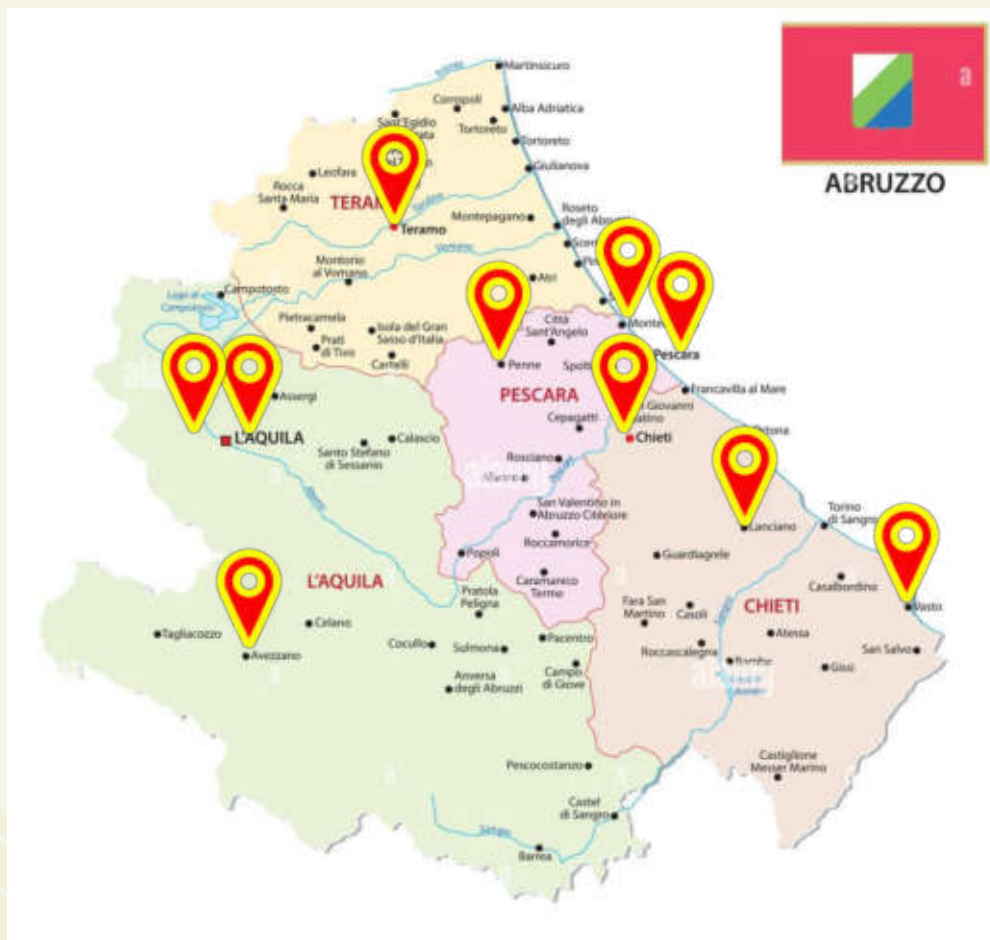 ABRUZZO
Martinsicuro
Corropoli
Alba Adriatica
Sant'Egidio
Tortoreto
Tortoreto
Giulianova
Leofara
Rocca
Santa Maria
Teramo
Montepagano
Roseto
Montorio
al Vomano
Atri
Campotosto
Pietracamela
Prati
di Tivo
Isola del Gran
Sasso d'Italia
Castelli
Città
Sant'Angelo
Penne
Pescara
Francavilla al Mare
PESCARA
Assergi
L'AQUILA
Santo Stefano
di Sessanio
Calascio
Cepagatti
Chieti
Rosciano
San Valentino in
Abruzzo Citeriore
Roccamorice
Lanciano
Torino
di Sangro
Popoli
Guardiagrele
Caramanico
Terme
Casalbordino
L'AQUILA
Pratola
Peligna
Fara San
Martino
Casoli
CHIETI
Vasto
Tagliacozzo
Celano
Avezzano
Cocullo
Sulmona
Pacentro
Roccascalegna
Atessa
San Salvo
Anversa
degli Abruzzi
Campo
di Giove
Bomba
Gissi
Pescocostanzo
Castiglione
Messer Marino
Castel
di Sangro
Barrea